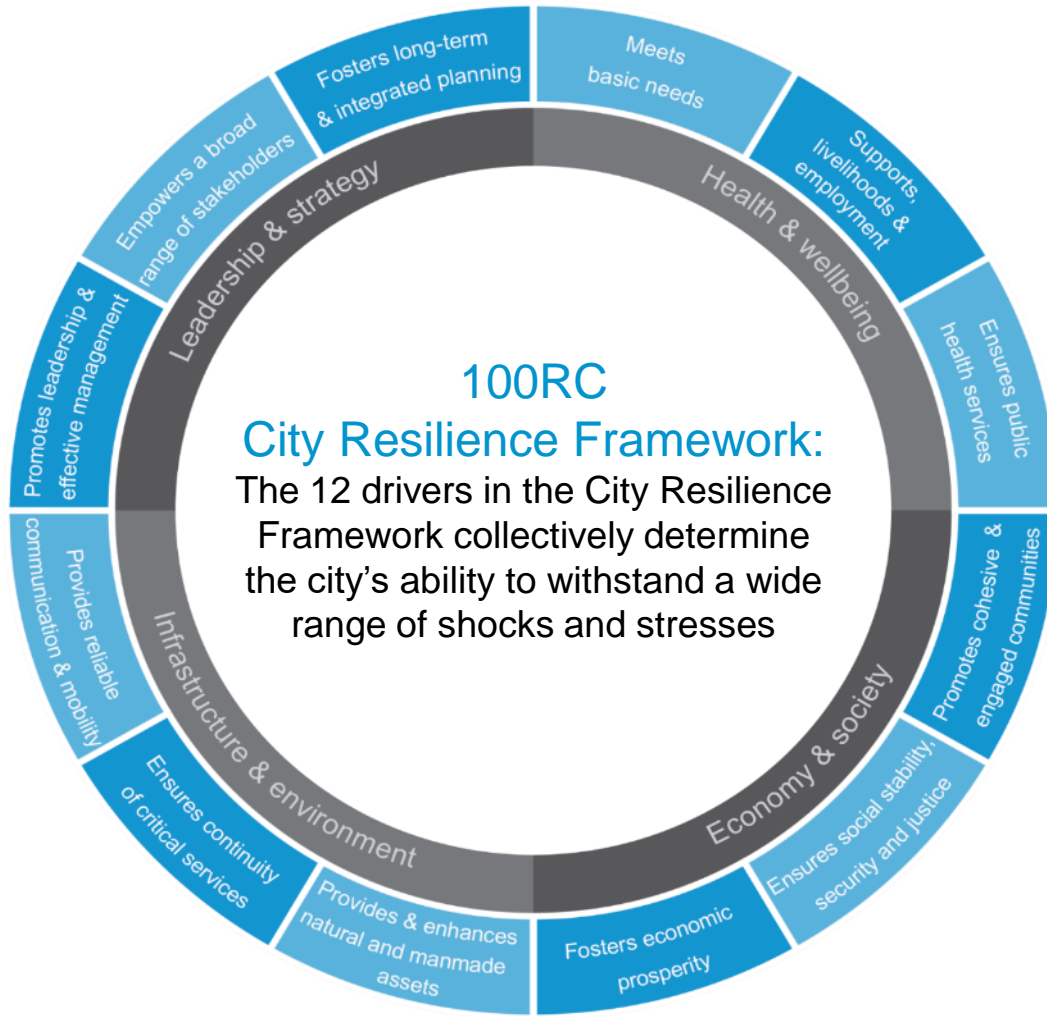 100RC
City Resilience Framework:
The 12 drivers in the City Resilience
Framework collectively determine
the city's ability to withstand a wide
range of shocks and stresses
Health & wellbeing
Meets
basic needs
Supports,
livelihoods &
employment
Ensures public
health services
Economy & society
Promotes cohesive &
engaged communities
Ensures social stability,
security and justice
Fosters economic
prosperity
Infrastructure & environment
Provides & enhances
natural and manmade
assets
Ensures continuity
of critical services
Provides reliable
communication & mobility
Leadership & strategy
Promotes leadership &
effective management
Empowers a broad
range of stakeholders
Fosters long-term
& integrated planning